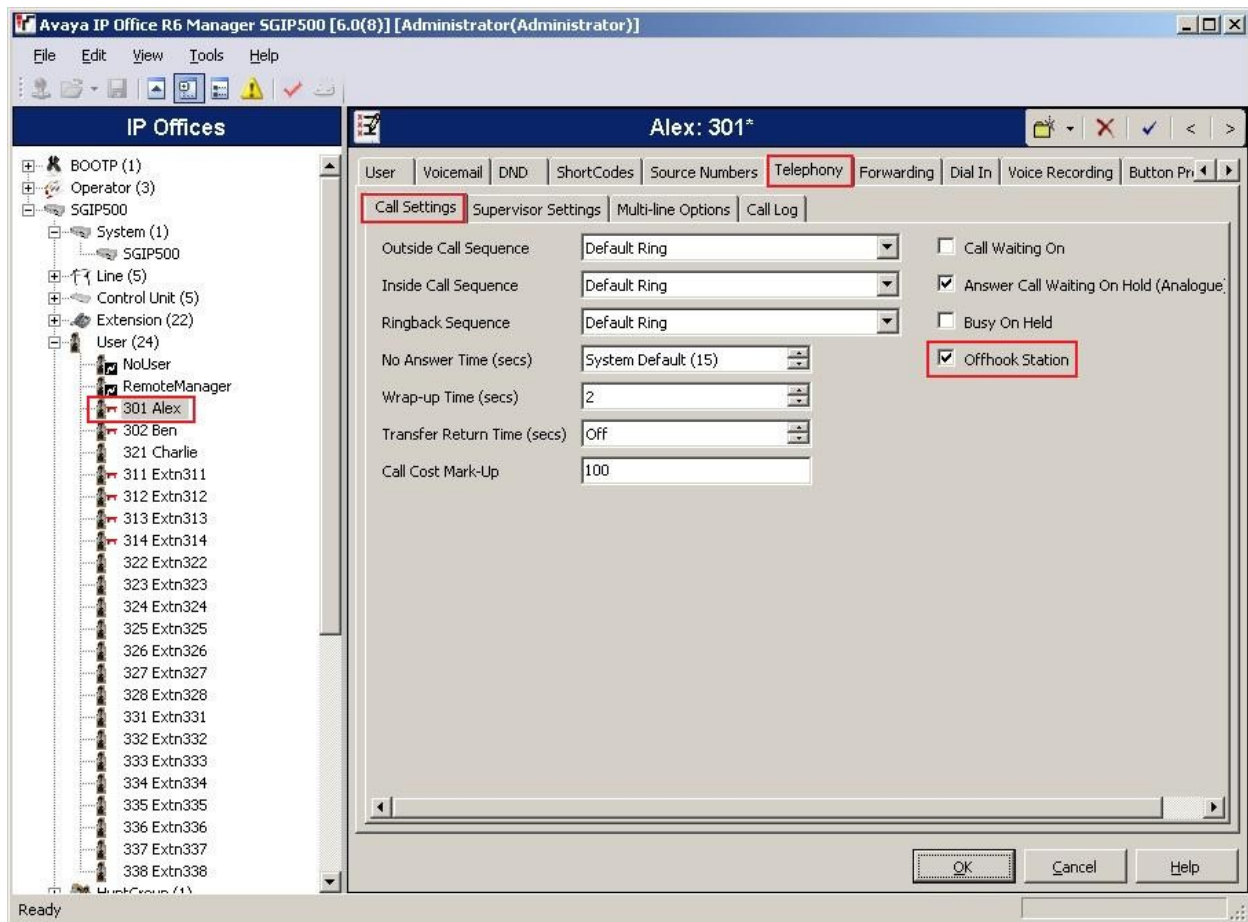 Avaya IP Office R6 Manager SGIP500 [6.0(8)] [Administrator(Administrator)]
File Edit View Tools Help
IP Offices
BOOTP (1)
Operator (3)
SGIP500
System (1)
SGIP500
Line (5)
Control Unit (5)
Extension (22)
User (24)
NoUser
RemoteManager
301 Alex
302 Ben
321 Charlie
311 Extn311
312 Extn312
313 Extn313
314 Extn314
322 Extn322
323 Extn323
324 Extn324
325 Extn325
326 Extn326
327 Extn327
328 Extn328
331 Extn331
332 Extn332
333 Extn333
334 Extn334
335 Extn335
336 Extn336
337 Extn337
338 Extn338
HuntGroup (1)
Alex: 301*
User Voicemail DND ShortCodes Source Numbers Telephony Forwarding Dial In Voice Recording Button Pr
Call Settings Supervisor Settings Multi-line Options Call Log
Outside Call Sequence Default Ring Call Waiting On
Inside Call Sequence Default Ring Answer Call Waiting On Hold (Analogue)
Ringback Sequence Default Ring Busy On Held
No Answer Time (secs) System Default (15) Offhook Station
Wrap-up Time (secs) 2
Transfer Return Time (secs) Off
Call Cost Mark-Up 100
OK Cancel Help
Ready